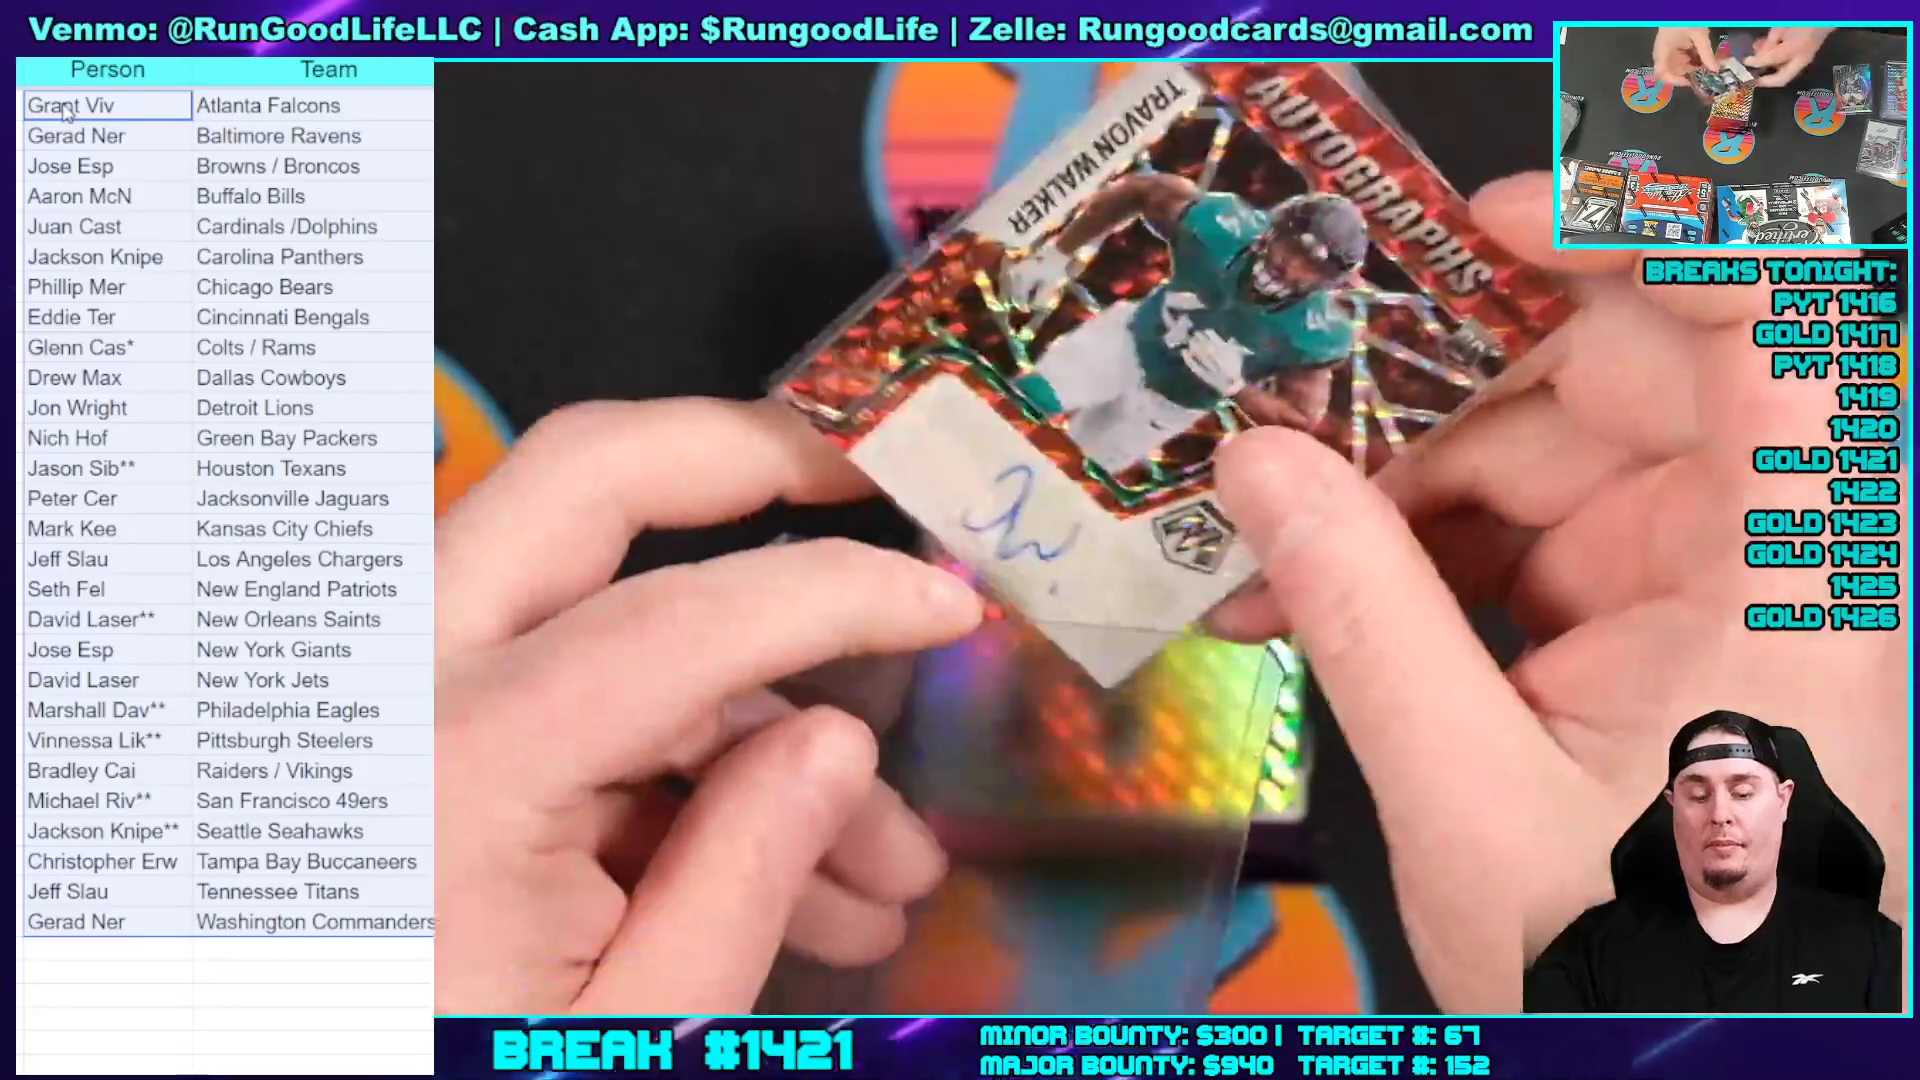 Venmo: @RunGoodLifeLLC | Cash App: $RungoodLife | Zelle: Rungoodcards@gmail.com
Person Team
Grant Viv Atlanta Falcons
Gerad Ner Baltimore Ravens
Jose Esp Browns / Broncos
Aaron McN Buffalo Bills
Juan Cast Cardinals /Dolphins
Jackson Knipe Carolina Panthers
Phillip Mer Chicago Bears
Eddie Ter Cincinnati Bengals
Glenn Cas* Colts / Rams
Drew Max Dallas Cowboys
Jon Wright Detroit Lions
Nich Hof Green Bay Packers
Jason Sib** Houston Texans
Peter Cer Jacksonville Jaguars
Mark Kee Kansas City Chiefs
Jeff Slau Los Angeles Chargers
Seth Fel New England Patriots
David Laser** New Orleans Saints
Jose Esp New York Giants
David Laser New York Jets
Marshall Dav** Philadelphia Eagles
Vinnessa Lik** Pittsburgh Steelers
Bradley Cai Raiders / Vikings
Michael Riv** San Francisco 49ers
Jackson Knipe** Seattle Seahawks
Christopher Erw Tampa Bay Buccaneers
Jeff Slau Tennessee Titans
Gerad Ner Washington Commanders
TRAVON WALKER
AUTOGRAPHS
BREAKS TONIGHT:
PYT 1416
GOLD 1417
PYT 1418
1419
1420
GOLD 1421
1422
GOLD 1423
GOLD 1424
1425
GOLD 1426
BREAK #1421
MINOR BOUNTY: $300 | TARGET #: 67
MAJOR BOUNTY: $940 TARGET #: 152